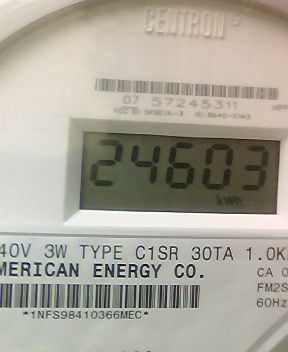 CENTRON
07 57245311
24603
kWh
40V 3W TYPE C1SR 30TA 1.0K
MERICAN ENERGY CO.
CA 0
FM2S
60Hz
*1NFS98410366MEC*